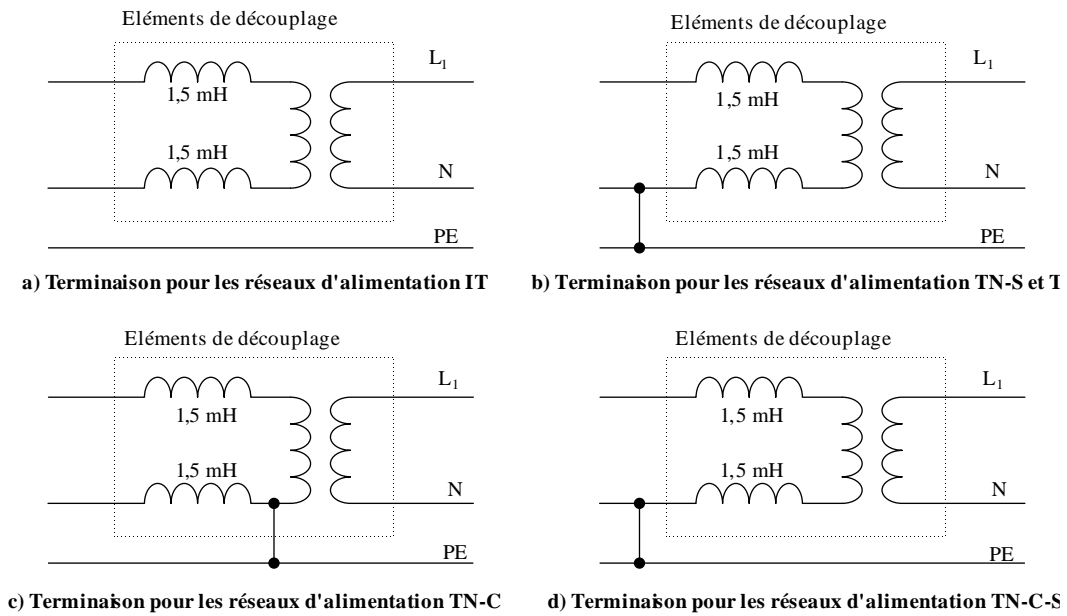 Eléments de découplage
L1
1,5 mH
1,5 mH
N
PE
a) Terminaison pour les réseaux d'alimentation IT
Eléments de découplage
L1
1,5 mH
1,5 mH
N
PE
b) Terminaison pour les réseaux d'alimentation TN-S et
Eléments de découplage
L1
1,5 mH
1,5 mH
N
PE
c) Terminaison pour les réseaux d'alimentation TN-C
Eléments de découplage
L1
1,5 mH
1,5 mH
N
PE
d) Terminaison pour les réseaux d'alimentation TN-C-S